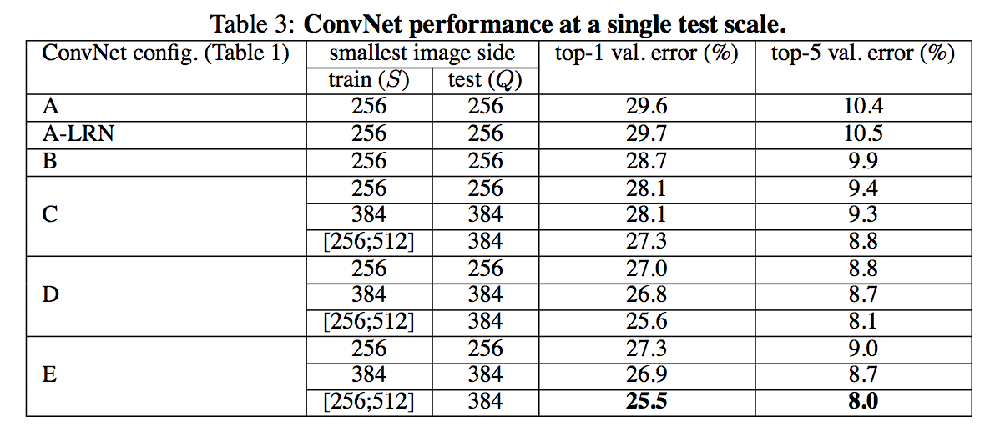 Table 3: ConvNet performance at a single test scale.
ConvNet config. (Table 1) smallest image side top-1 val. error (%) top-5 val. error (%)
train (S) test (Q)
A 256 256 29.6 10.4
A-LRN 256 256 29.7 10.5
B 256 256 28.7 9.9
256 256 28.1 9.4
C 384 384 28.1 9.3
[256;512] 384 27.3 8.8
256 256 27.0 8.8
D 384 384 26.8 8.7
[256;512] 384 25.6 8.1
256 256 27.3 9.0
E 384 384 26.9 8.7
[256;512] 384 25.5 8.0